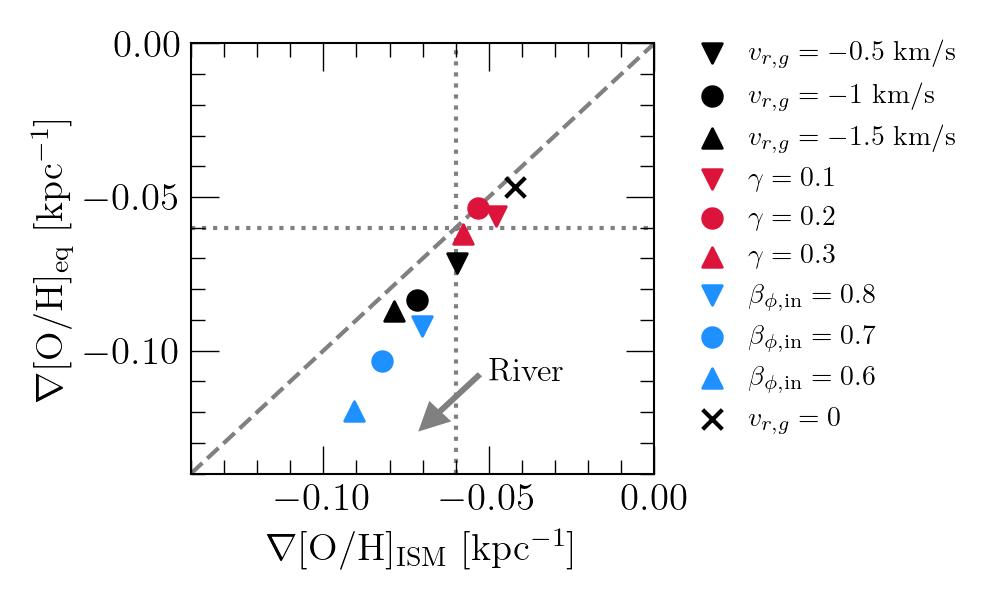 0.00
−0.05
−0.10
∇[O/H]eq [kpc−1]
River
−0.10 −0.05 0.00
∇[O/H]ISM [kpc−1]
vr,g = −0.5 km/s
vr,g = −1 km/s
vr,g = −1.5 km/s
γ = 0.1
γ = 0.2
γ = 0.3
βϕ,in = 0.8
βϕ,in = 0.7
βϕ,in = 0.6
vr,g = 0